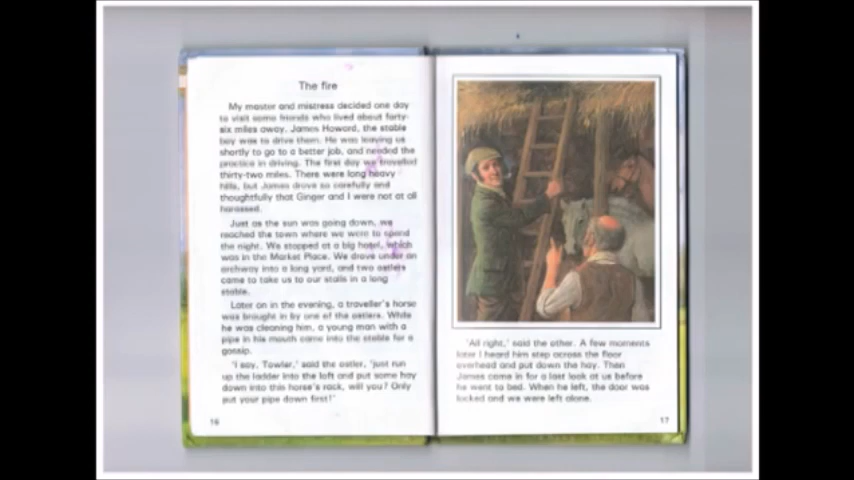 The fire
My master and mistress decided one day
to visit some friends who lived about forty-
six miles away. James Howard, the stable
boy was to drive them. He was leaving us
shortly to go to a better job, and needed the
practice in driving. The first day we travelled
thirty-two miles. There were long heavy
hills, but James drove so carefully and
thoughtfully that Ginger and I were not at all
harassed.
Just as the sun was going down, we
reached the town where we were to spend
the night. We stopped at a big hotel, which
was in the Market Place. We drove under an
archway into a long yard, and two ostlers
came to take us to our stalls in a long
stable.
Later on in the evening, a traveller's horse
was brought in by one of the ostlers. While
he was cleaning him, a young man with a
pipe in his mouth came into the stable for a
gossip.
'I say, Towler,' said the ostler, 'just run
up the ladder into the loft and put some hay
down into this horse's rack, will you? Only
put your pipe down first!'
16
'All right,' said the other. A few moments
later I heard him step across the floor
overhead and put down the hay. Then
James came in for a last look at us before
he went to bed. When he left, the door was
locked and we were left alone.
17